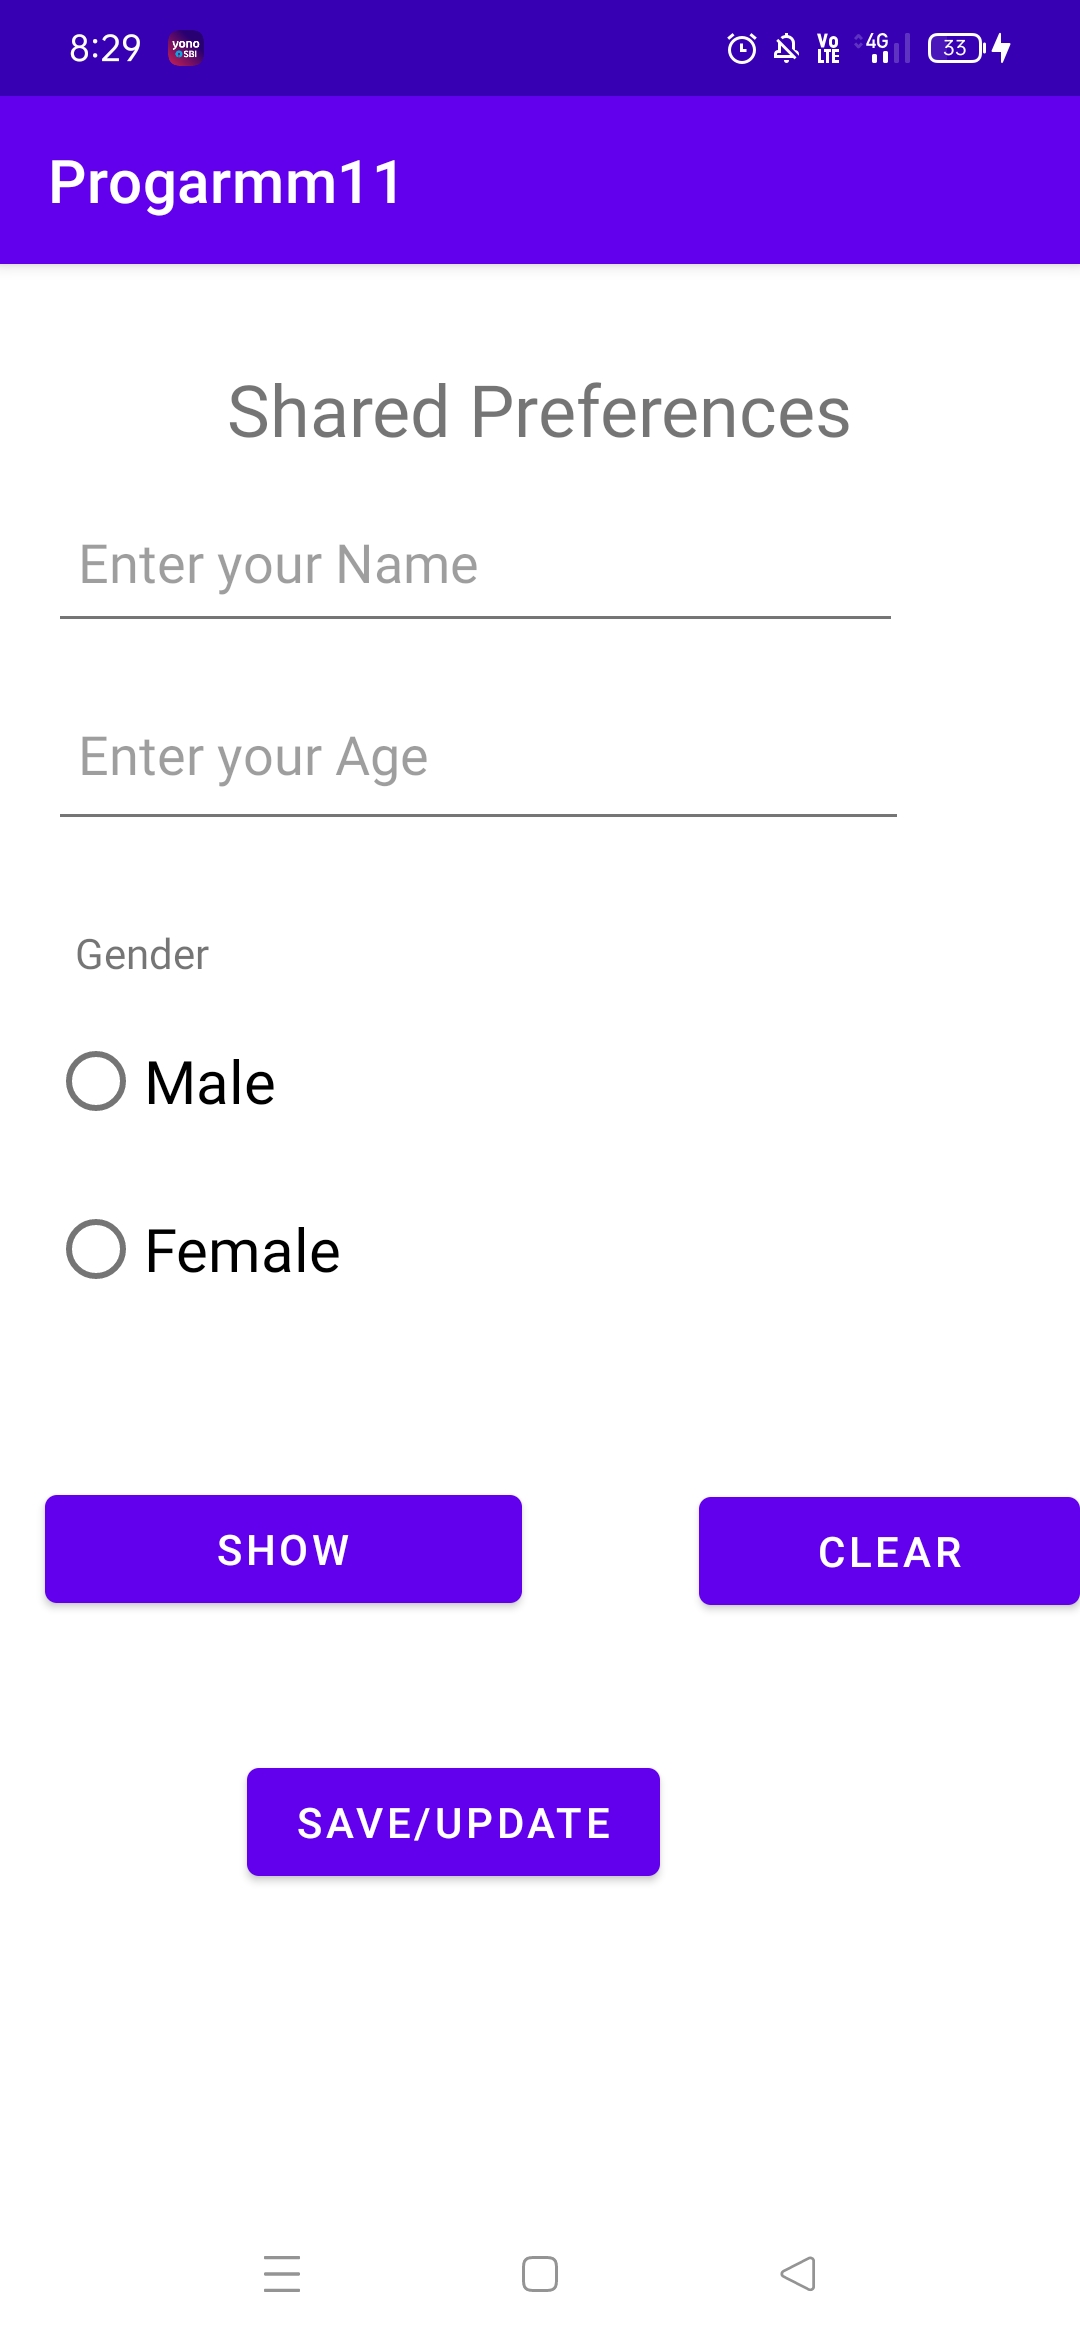 8:29 yono SBI Vo LTE 4G 33
Progarmm11
Shared Preferences
Enter your Name
Enter your Age
Gender
Male
Female
SHOW CLEAR
SAVE/UPDATE